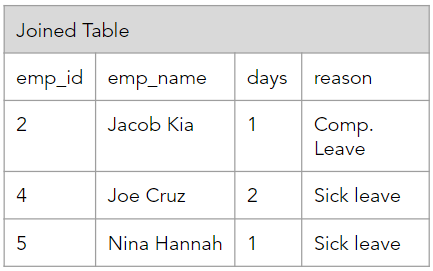 Joined Table
emp_id emp_name days reason
2 Jacob Kia 1 Comp.
Leave
4 Joe Cruz 2 Sick leave
5 Nina Hannah 1 Sick leave